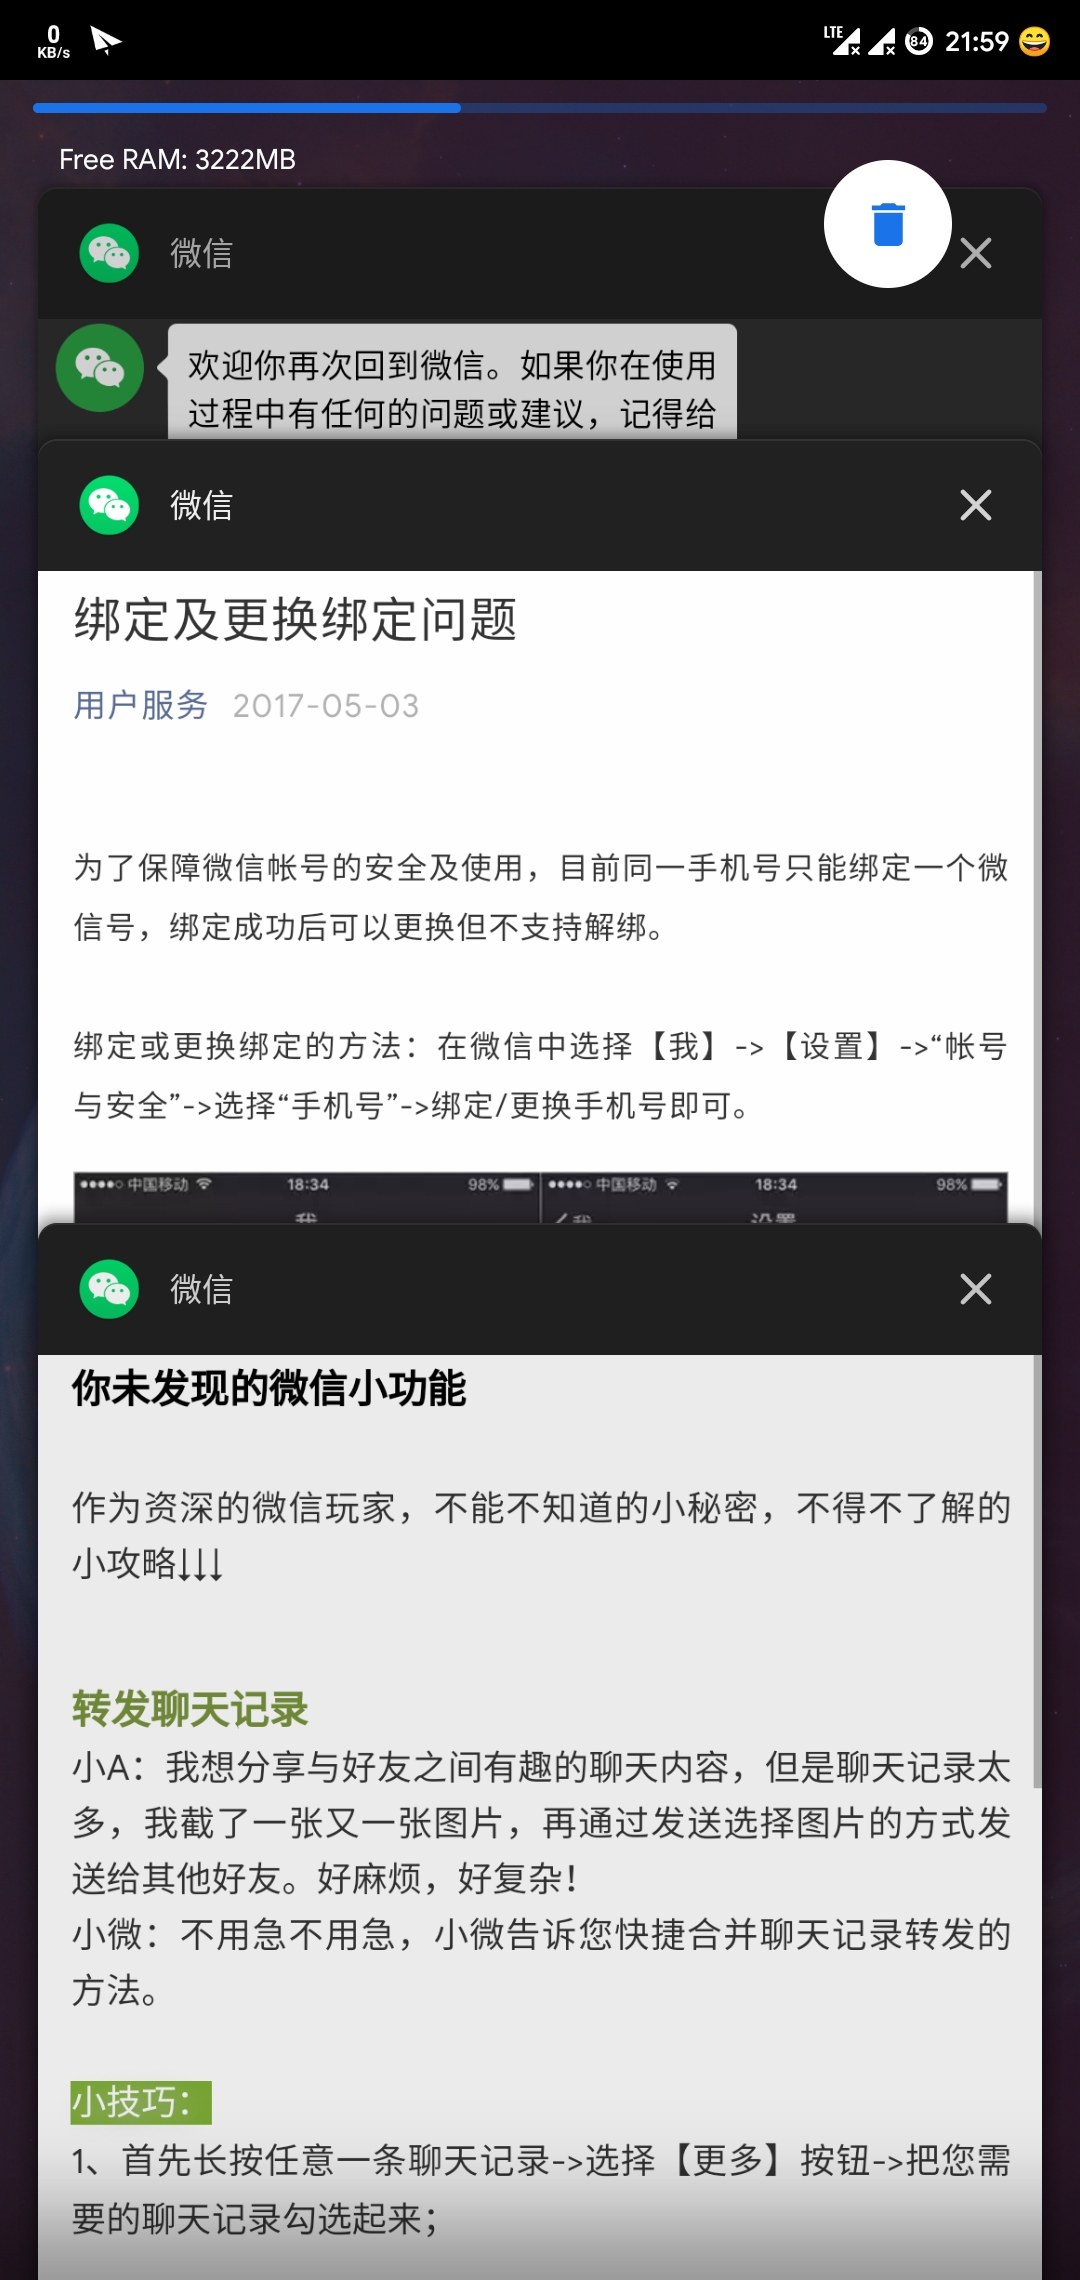 0
KB/s
LTE
84
21:59
Free RAM: 3222MB
微信
欢迎你再次回到微信。如果你在使用
过程中有任何的问题或建议，记得给
微信
绑定及更换绑定问题
用户服务 2017-05-03
为了保障微信帐号的安全及使用，目前同一手机号只能绑定一个微
信号，绑定成功后可以更换但不支持解绑。
绑定或更换绑定的方法：在微信中选择【我】->【设置】->“帐号
与安全”->选择“手机号”->绑定/更换手机号即可。
中国移动 18:34 98% 中国移动 18:34 98%
微信
你未发现的微信小功能
作为资深的微信玩家，不能不知道的小秘密，不得不了解的
小攻略↓↓↓
转发聊天记录
小A：我想分享与好友之间有趣的聊天内容，但是聊天记录太
多，我截了一张又一张图片，再通过发送选择图片的方式发
送给其他好友。好麻烦，好复杂！
小微：不用急不用急，小微告诉您快捷合并聊天记录转发的
方法。
小技巧：
1、首先长按任意一条聊天记录->选择【更多】按钮->把您需
要的聊天记录勾选起来；